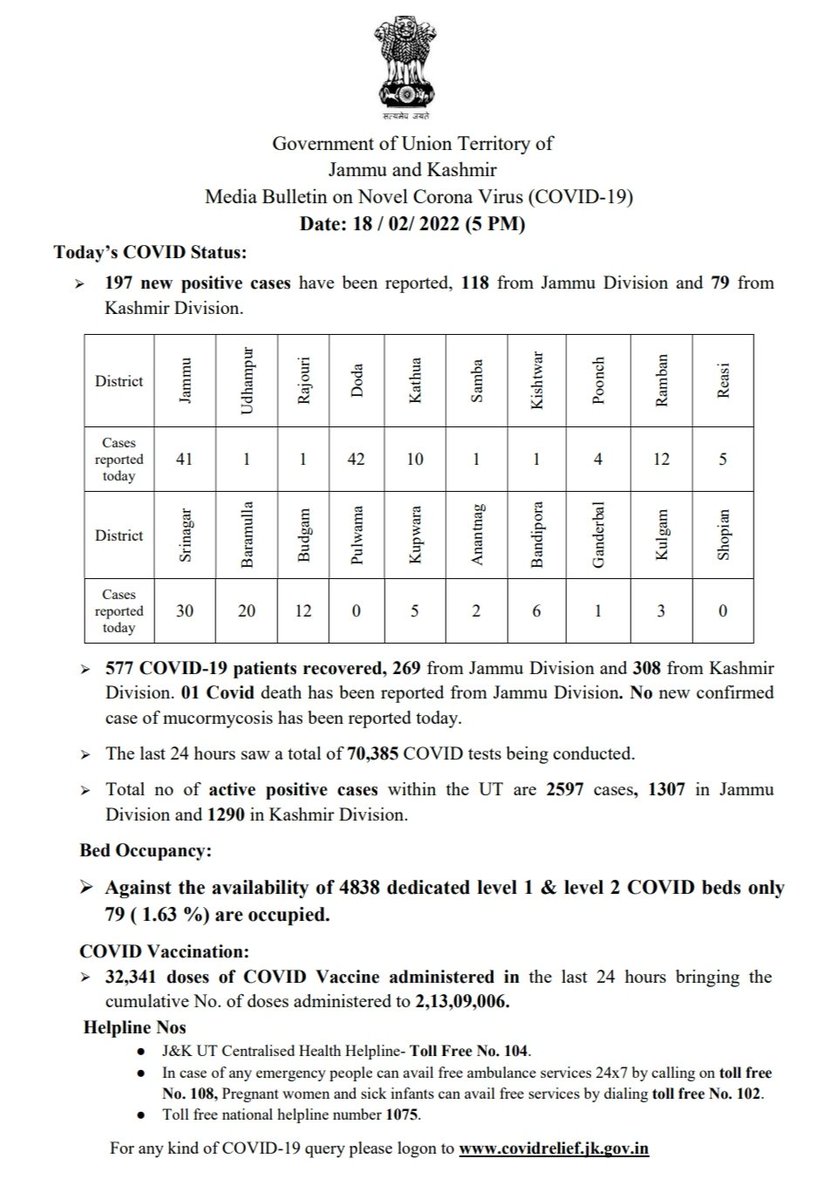 सत्यमेव जयते
Government of Union Territory of
Jammu and Kashmir
Media Bulletin on Novel Corona Virus (COVID-19)
Date: 18 / 02/ 2022 (5 PM)
Today’s COVID Status:
➢ 197 new positive cases have been reported, 118 from Jammu Division and 79 from
Kashmir Division.
District Jammu Udhampur Rajouri Doda Kathua Samba Kishtwar Poonch Ramban Reasi
Cases
reported
today
41 1 1 42 10 1 1 4 12 5
District Srinagar Baramulla Budgam Pulwama Kupwara Anantnag Bandipora Ganderbal Kulgam Shopian
Cases
reported
today
30 20 12 0 5 2 6 1 3 0
➢ 577 COVID-19 patients recovered, 269 from Jammu Division and 308 from Kashmir
Division. 01 Covid death has been reported from Jammu Division. No new confirmed
case of mucormycosis has been reported today.
➢ The last 24 hours saw a total of 70,385 COVID tests being conducted.
➢ Total no of active positive cases within the UT are 2597 cases, 1307 in Jammu
Division and 1290 in Kashmir Division.
Bed Occupancy:
➢ Against the availability of 4838 dedicated level 1 & level 2 COVID beds only
79 ( 1.63 %) are occupied.
COVID Vaccination:
➢ 32,341 doses of COVID Vaccine administered in the last 24 hours bringing the
cumulative No. of doses administered to 2,13,09,006.
Helpline Nos
● J&K UT Centralised Health Helpline- Toll Free No. 104.
● In case of any emergency people can avail free ambulance services 24x7 by calling on toll free
No. 108, Pregnant women and sick infants can avail free services by dialing toll free No. 102.
● Toll free national helpline number 1075.
For any kind of COVID-19 query please logon to www.covidrelief.jk.gov.in